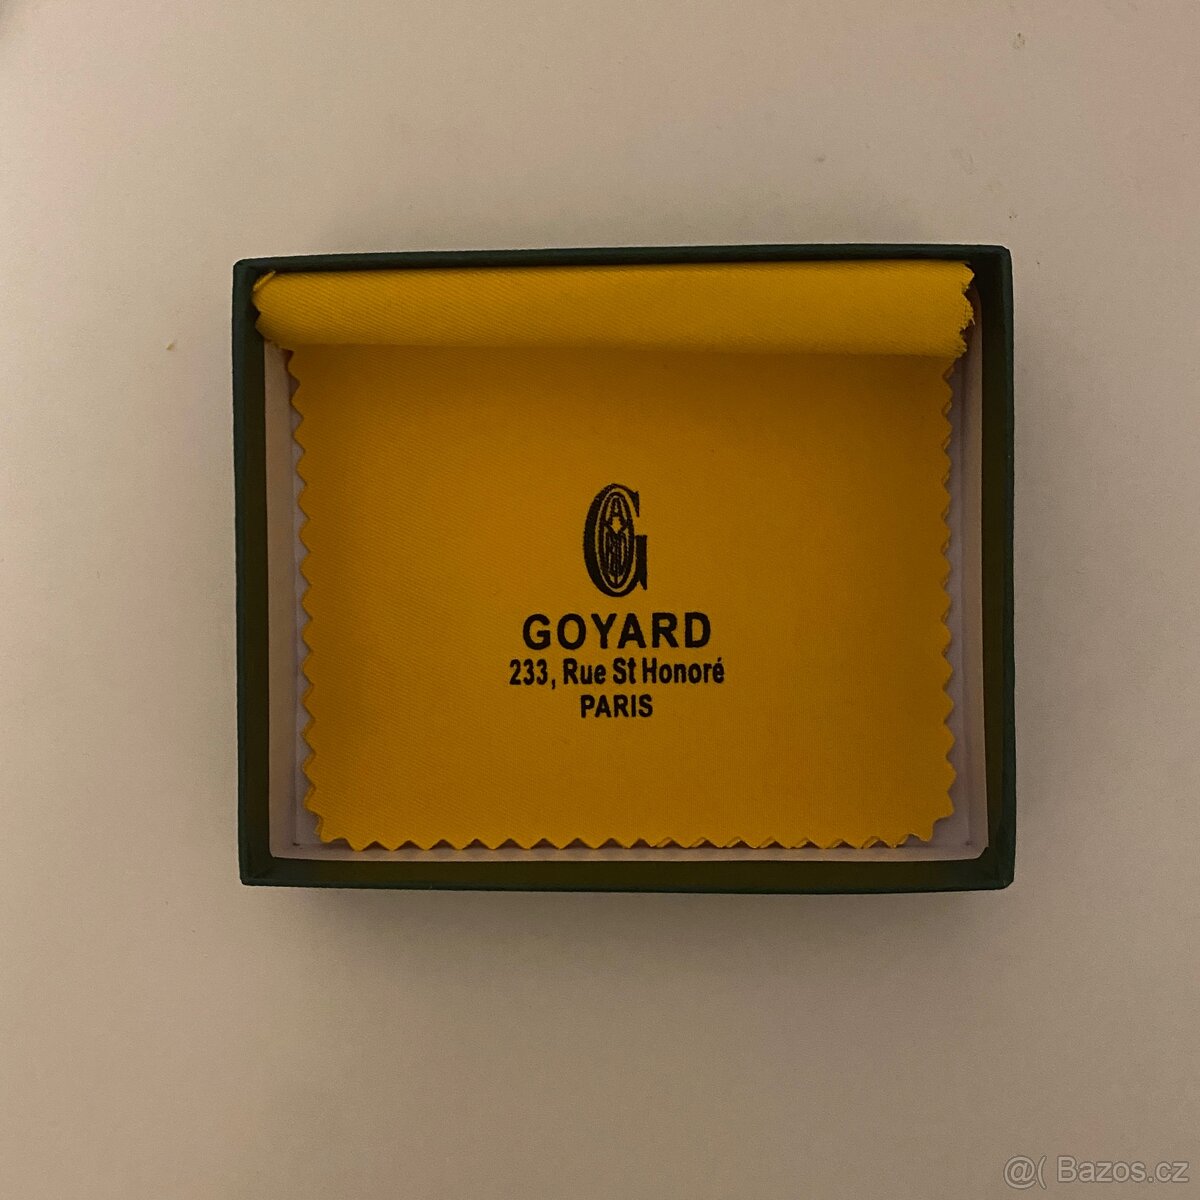 GOYARD
233, Rue St Honoré
PARIS
@( Bazos.cz